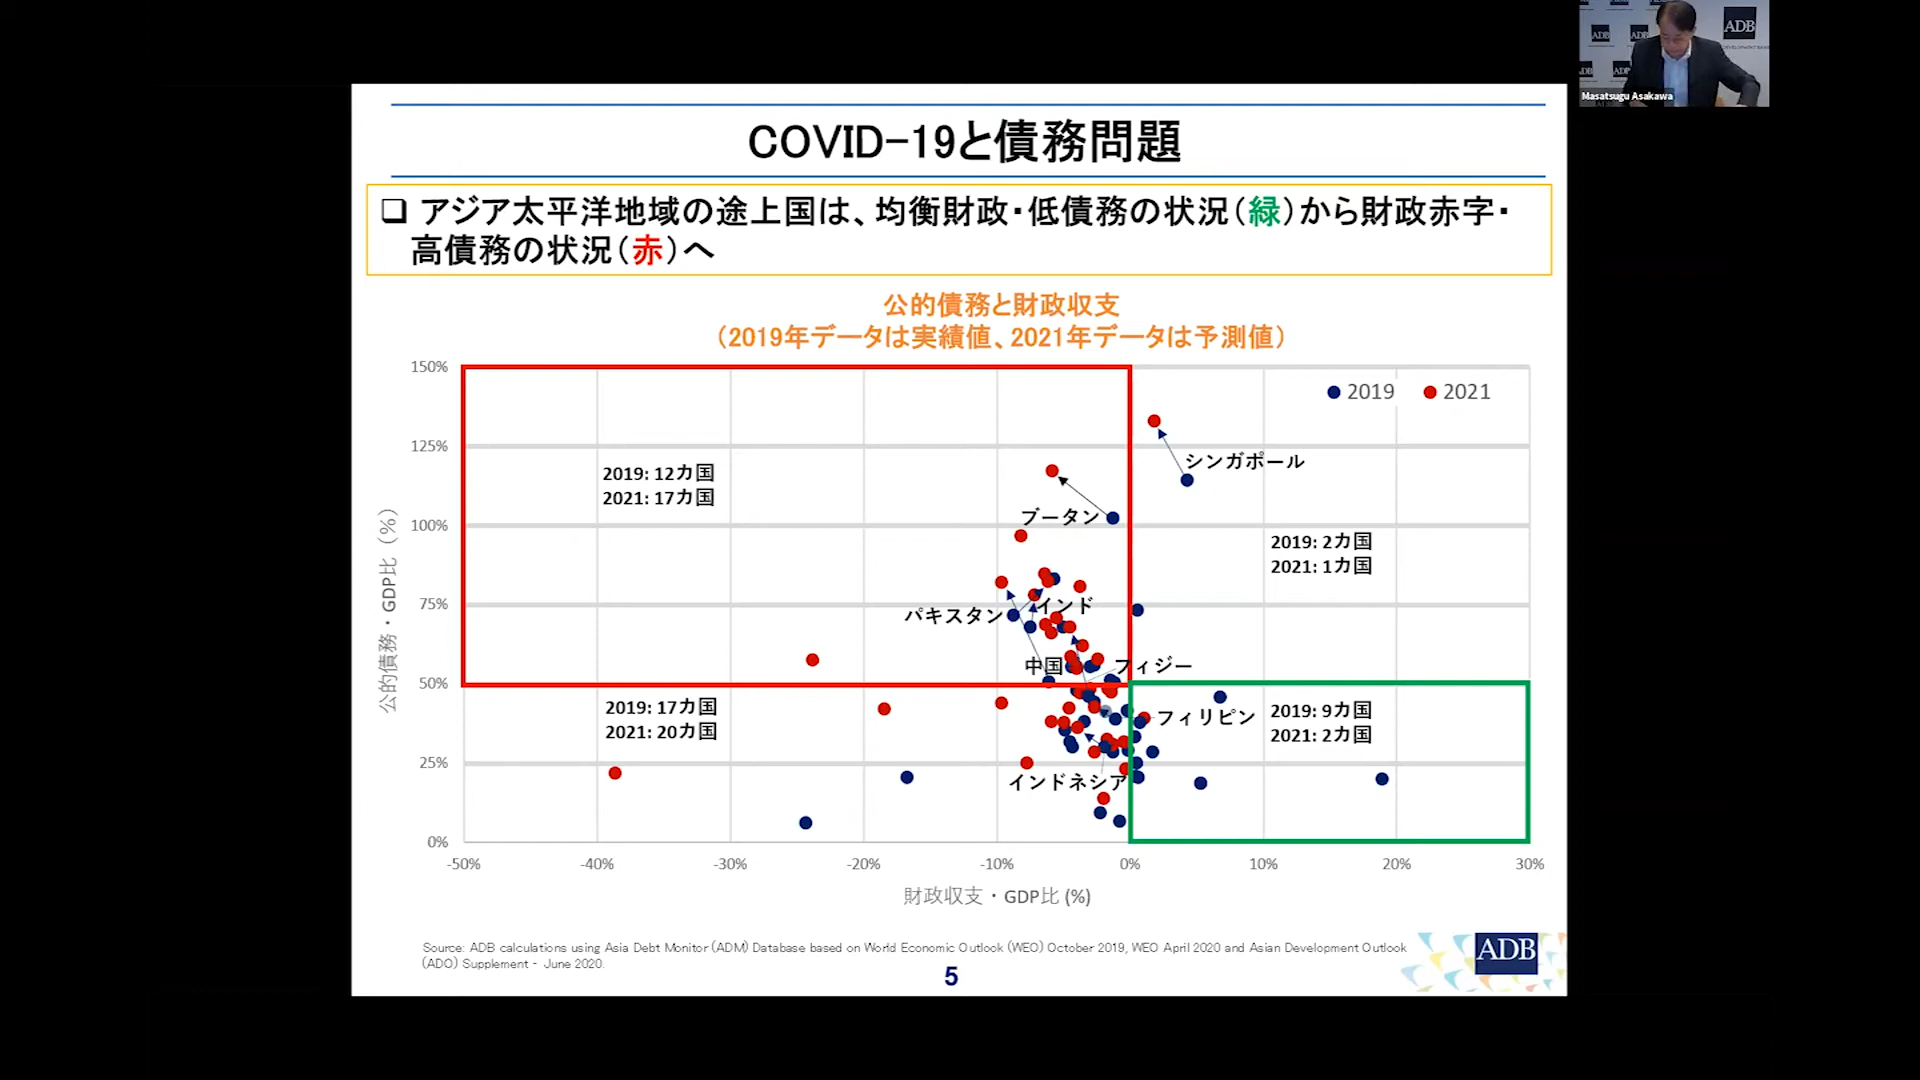 ADB
ADB
ADB
Masatsugu Asakawa
COVID-19と債務問題
❑ アジア太平洋地域の途上国は、均衡財政・低債務の状況(緑)から財政赤字・
高債務の状況(赤)へ
公的債務と財政収支
(2019年データは実績値、2021年データは予測値)
150%
125%
100%
75%
50%
25%
0%
公的債務・GDP比 (%)
2019
2021
シンガポール
2019: 12カ国
2021: 17カ国
ブータン
2019: 2カ国
2021: 1カ国
インド
パキスタン
中国
フィジー
2019: 17カ国
2021: 20カ国
フィリピン
2019: 9カ国
2021: 2カ国
インドネシア
-50%
-40%
-30%
-20%
-10%
0%
10%
20%
30%
財政収支・GDP比 (%)
Source: ADB calculations using Asia Debt Monitor (ADM) Database based on World Economic Outlook (WEO) October 2019, WEO April 2020 and Asian Development Outlook
(ADO) Supplement - June 2020.
5
ADB